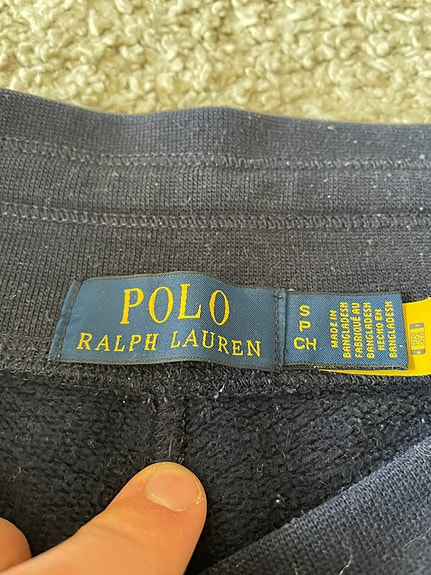 POLO
RALPH LAUREN
S
P
CH
MADE IN
BANGLADESH
FABRIQUÉ AU
BANGLADESH
HECHO EN
BANGLADESH